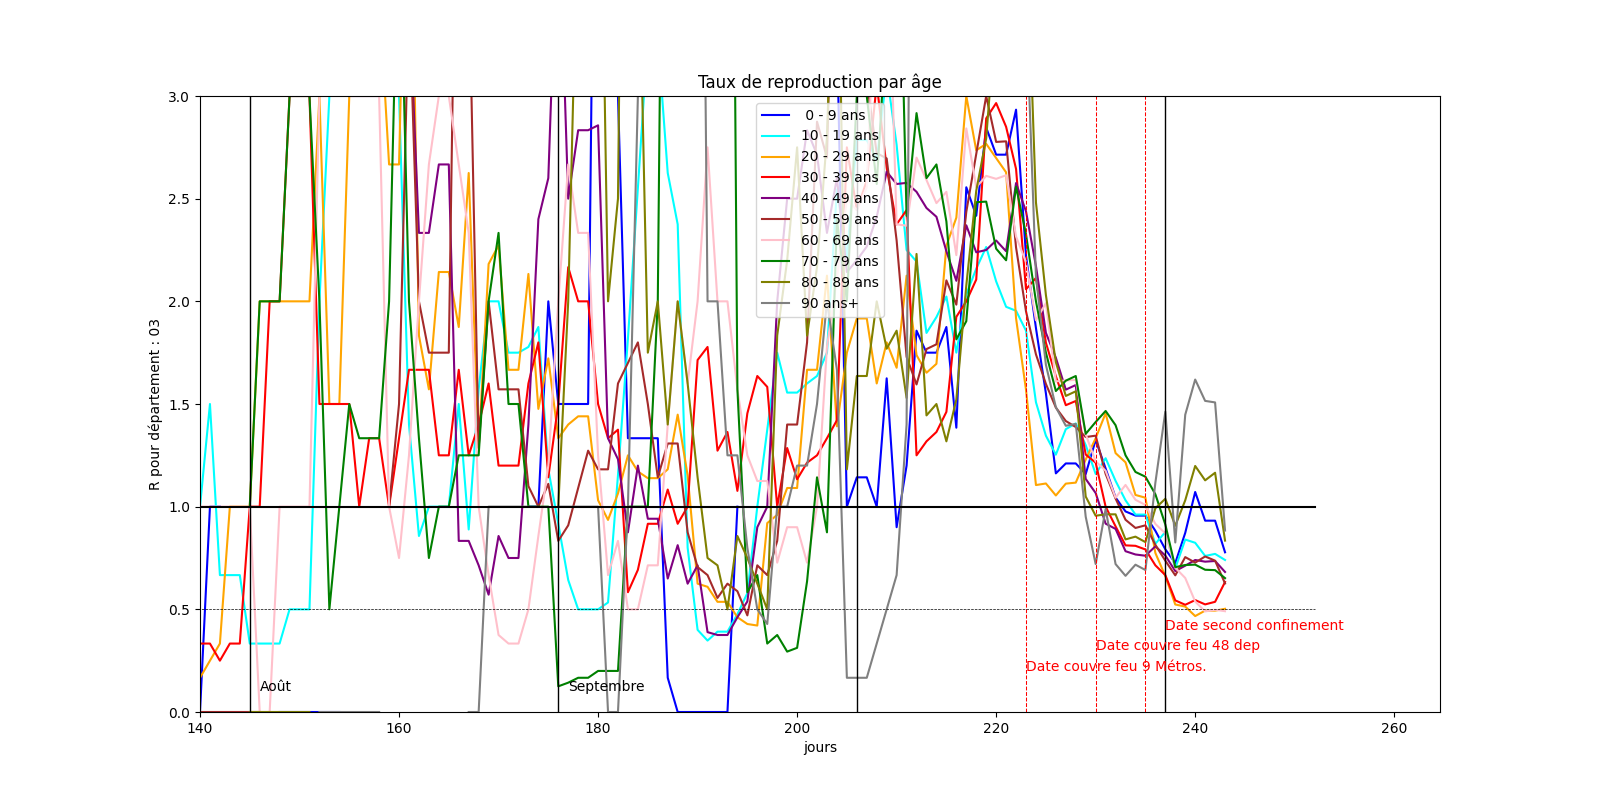 Taux de reproduction par âge
R pour département : 03
3.0
2.5
2.0
1.5
1.0
0.5
0.0
0 - 9 ans
10 - 19 ans
20 - 29 ans
30 - 39 ans
40 - 49 ans
50 - 59 ans
60 - 69 ans
70 - 79 ans
80 - 89 ans
90 ans+
Date second confinement
Date couvre feu 48 dep
Date couvre feu 9 Métros.
Août
Septembre
140
160
180
200
220
240
260
jours